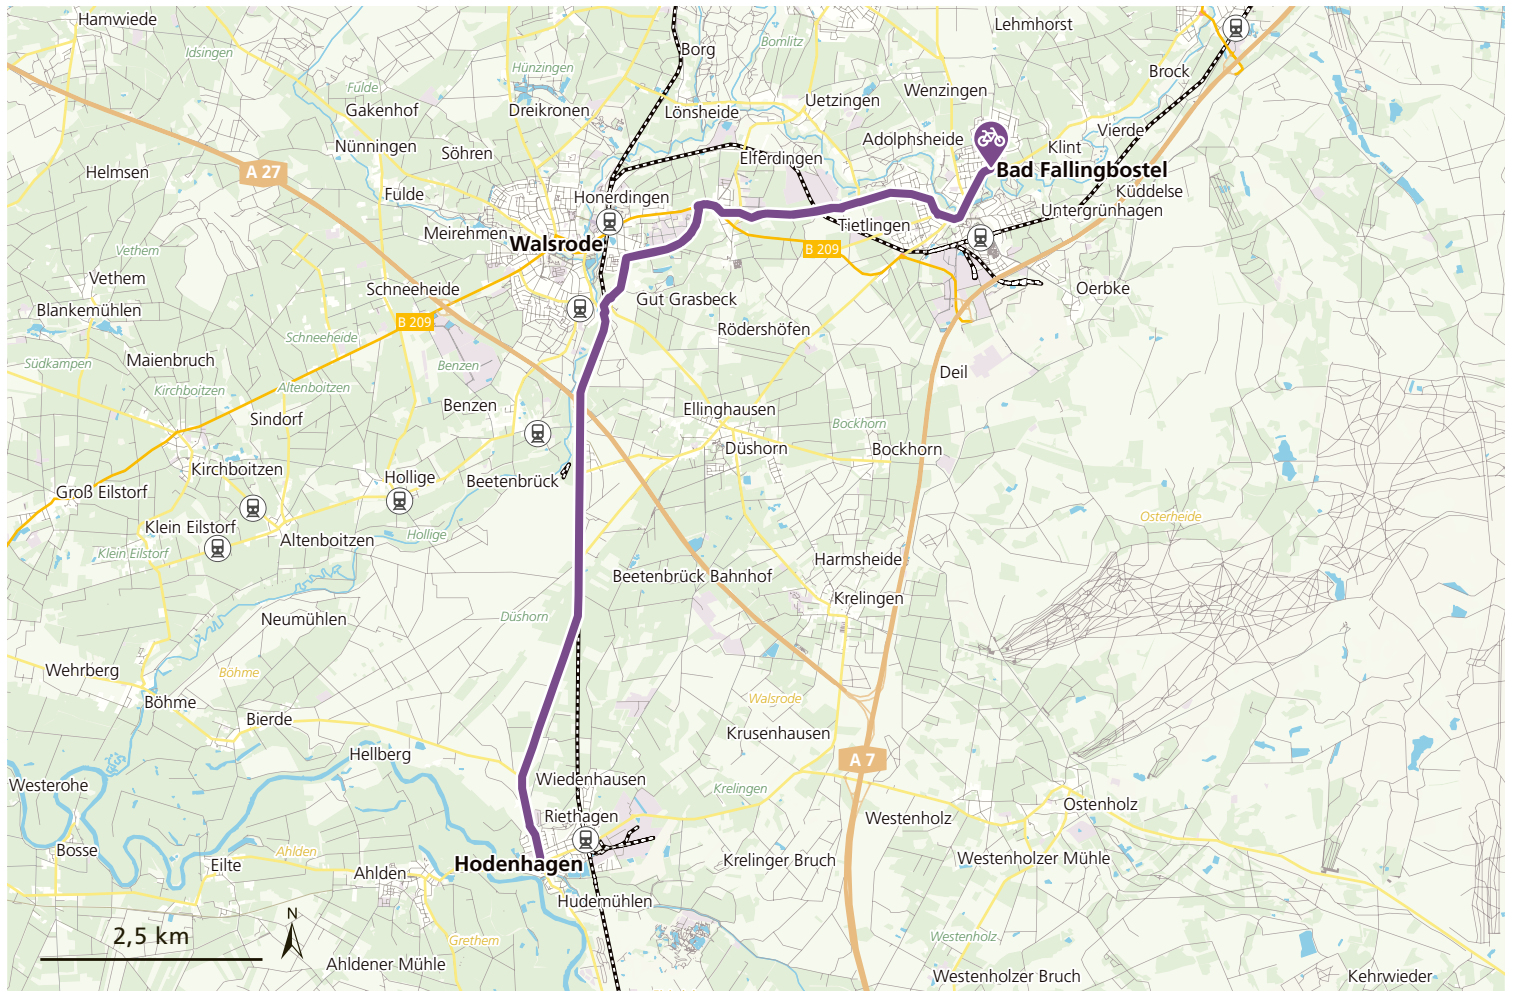 Hamwiede
Lehmhorst
Borg
Bomlitz
Idsingen
Hünzingen
Brock
Fulde
Wenzingen
Gakenhof
Dreikronen
Lönsheide
Uetzingen
Vierde
Adolphsheide
Nünningen
Söhren
Klint
Elferdingen
Helmsen
A 27
Bad Fallingbostel
Fulde
Honerdingen
Küddelse
Untergrünhagen
Meirehmen
Tietlingen
Walsrode
Vethem
B 209
Vethem
Schneeheide
Oerbke
Gut Grasbeck
Blankemühlen
B 209
Rödershöfen
Schneeheide
Südkampen
Maienbruch
Benzen
Deil
Kirchboitzen
Altenboitzen
Benzen
Ellinghausen
Sindorf
Bockhorn
Düshorn
Bockhorn
Kirchboitzen
Hollige
Beetenbrück
Groß Eilstorf
Osterheide
Klein Eilstorf
Hollige
Altenboitzen
Klein Eilstorf
Harmsheide
Beetenbrück Bahnhof
Krelingen
Düshorn
Neumühlen
Wehrberg
Böhme
Walsrode
Böhme
Bierde
Krusenhausen
Hellberg
A 7
Wiedenhausen
Westerohe
Krelingen
Ostenholz
Riethagen
Westenholz
Bosse
Ahlden
Westenholzer Mühle
Krelinger Bruch
Eilte
Hodenhagen
Ahlden
Hudemühlen
N
2,5 km
Grethem
Westenholz
Ahldener Mühle
Westenholzer Bruch
Kehrwieder